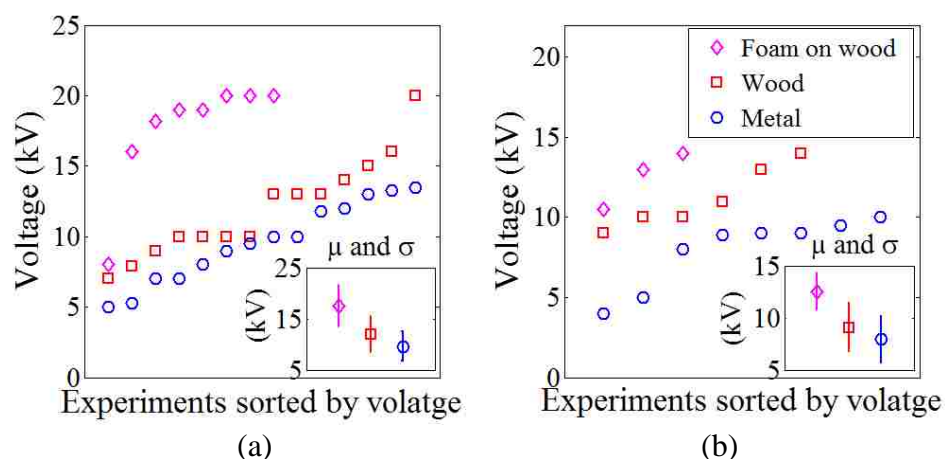 25
20
15
10
5
0
Voltage (kV)
μ and σ
25
15
5
(kV)
Experiments sorted by volatge
(a)
20
15
10
5
0
Voltage (kV)
Foam on wood
Wood
Metal
μ and σ
15
10
5
(kV)
Experiments sorted by volatge
(b)